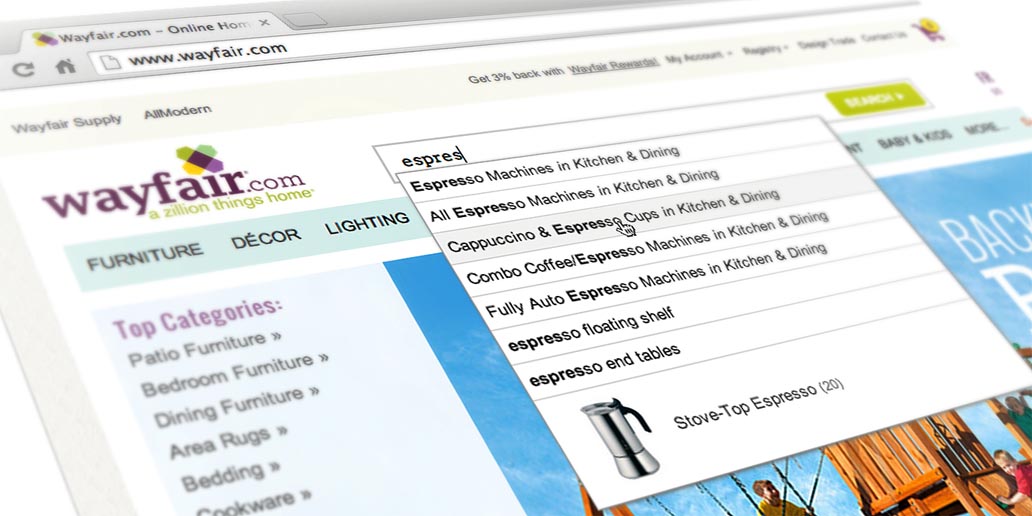 Wayfair.com – Online Hom
www.wayfair.com
Get 3% back with Wayfair Rewards! My Account Registry Design Trade Contact Us
Wayfair Supply AllModern
wayfair.com
a zillion things home
espres
SEARCH
FURNITURE DÉCOR LIGHTING NT BABY & KIDS MORE...
Espresso Machines in Kitchen & Dining
All Espresso Machines in Kitchen & Dining
Cappuccino & Espresso Cups in Kitchen & Dining
Combo Coffee/Espresso Machines in Kitchen & Dining
Fully Auto Espresso Machines in Kitchen & Dining
espresso floating shelf
espresso end tables
Stove-Top Espresso (20)
Top Categories:
Patio Furniture »
Bedroom Furniture »
Dining Furniture »
Area Rugs »
Bedding »
Cookware »
BAC